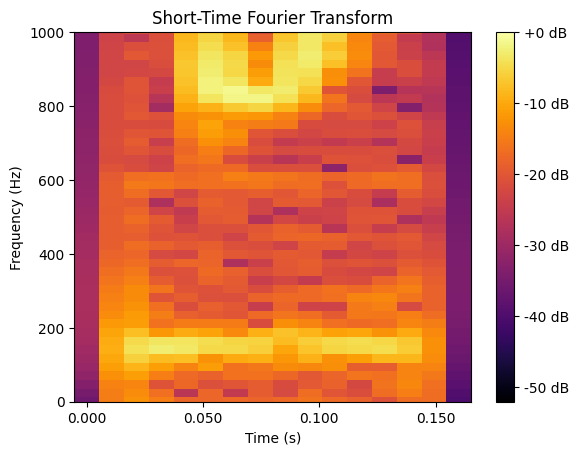 Short-Time Fourier Transform
1000
800
600
400
200
0
Frequency (Hz)
0.000
0.050
0.100
0.150
Time (s)
+0 dB
-10 dB
-20 dB
-30 dB
-40 dB
-50 dB